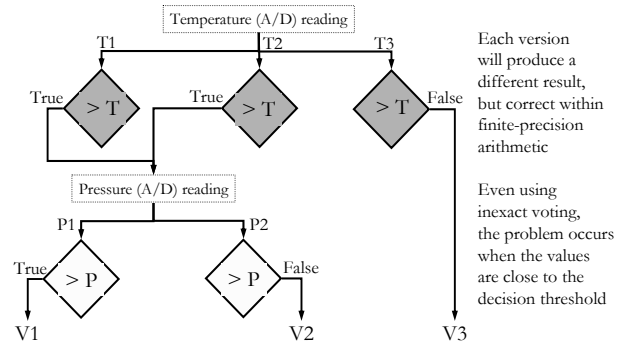 Temperature (A/D) reading
T1
T2
T3
True
> T
True
> T
> T
False
Pressure (A/D) reading
P1
P2
True
> P
> P
False
V1
V2
V3
Each version
will produce a
different result,
but correct within
finite-precision
arithmetic
Even using
inexact voting,
the problem occurs
when the values
are close to the
decision threshold